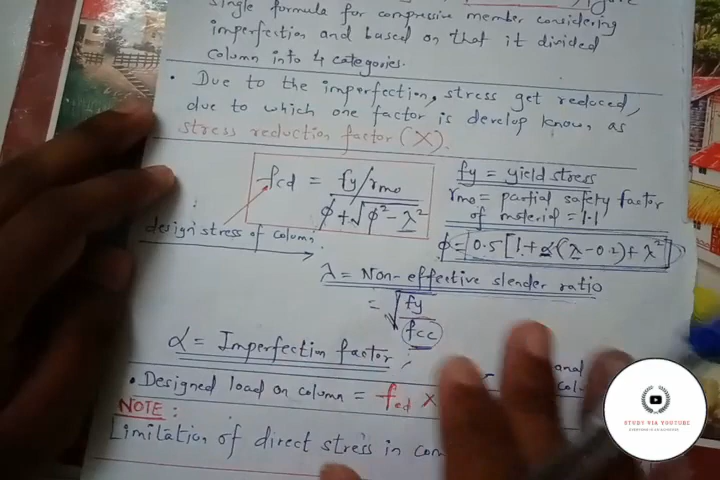 single formula for compressive member considering
imperfection and based on that it divided
column into 4 categories.
• Due to the imperfection, stress get reduced,
due to which one factor is develop know, as
stress reduction factor (X).
fcd = fy/rmo / ϕ+√ϕ²-λ²
design stress of column
fy = yield stress
rmo = partial safety factor
of material = 1.1
ϕ = 0.5[1+α(λ-0.2)+λ²]
λ = Non-effective slender ratio
= √fy/fcc
α = Imperfection factor
and
• Designed load on column = fcd ×
NOTE:
Limitation of direct stress in
STUDY VIA YOUTUBE